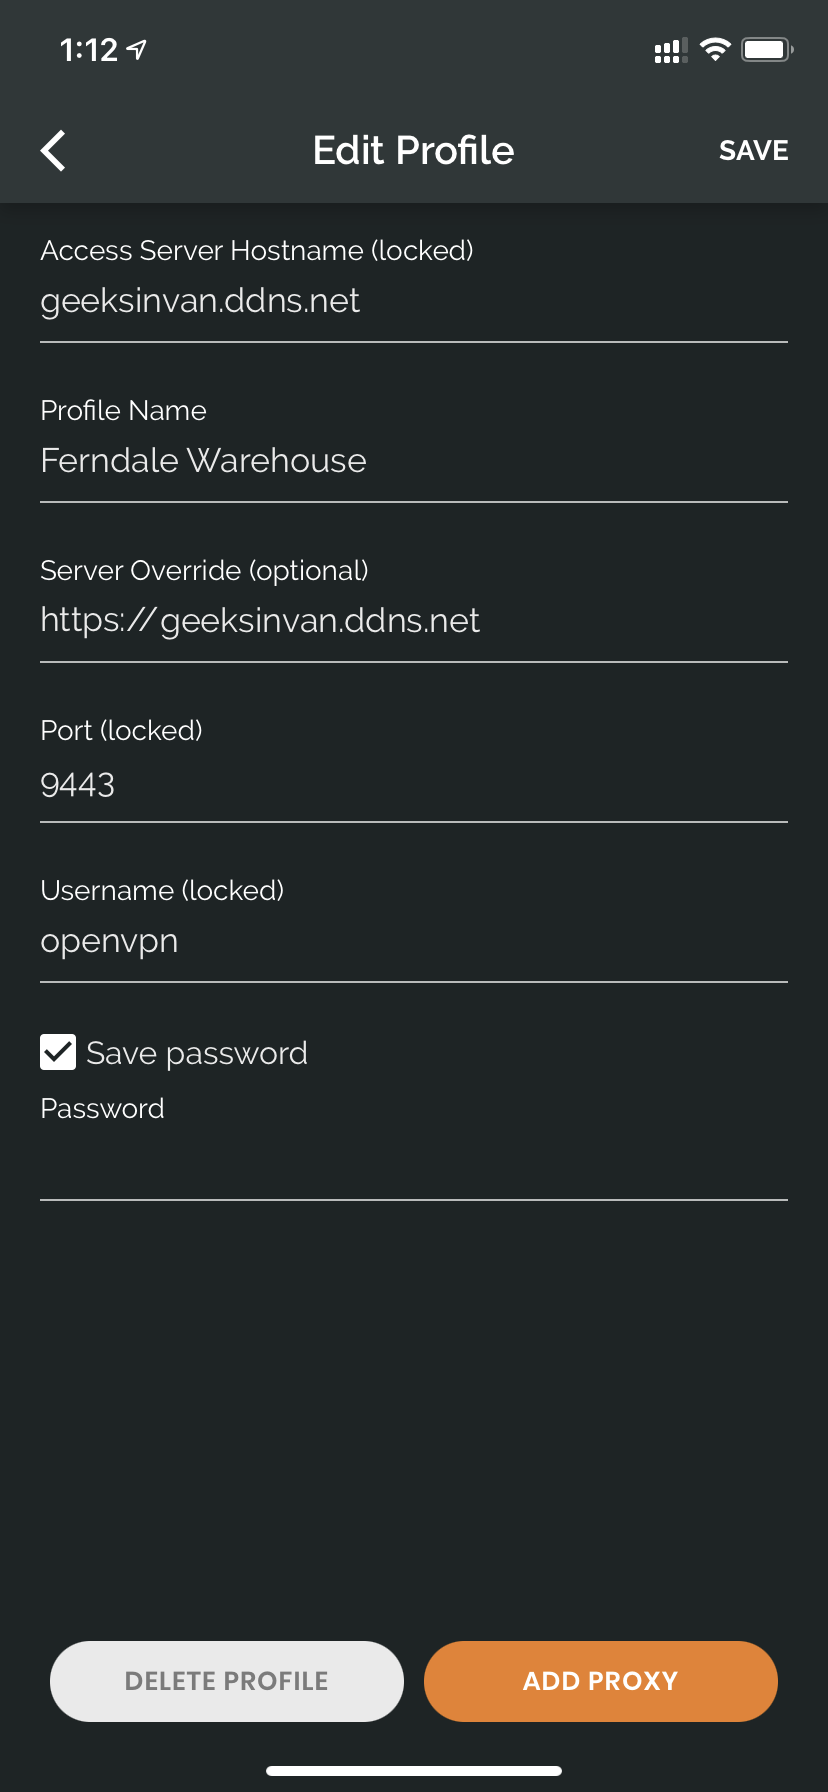 1:12
Edit Profile
SAVE
Access Server Hostname (locked)
geeksinvan.ddns.net
Profile Name
Ferndale Warehouse
Server Override (optional)
https://geeksinvan.ddns.net
Port (locked)
9443
Username (locked)
openvpn
Save password
Password
DELETE PROFILE
ADD PROXY